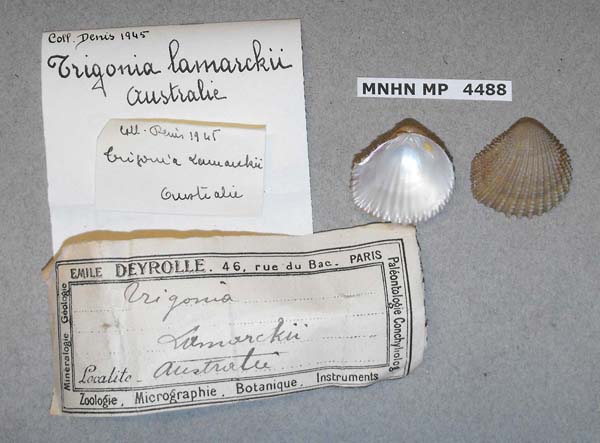 Coll. Denis 1945
Trigonia lamarckii
Australie
Coll. Denis 1945
Trigonia Lamarckii
Australie
MNHN MP 4488
EMILE DEYROLLE. 46, rue du Bac. PARIS
Minéralogie Géologie
Paléontologie Conchyliolog
Trigonia
Lamarckii
Localité - Australie
Zoologie, Micrographie, Botanique, Instruments